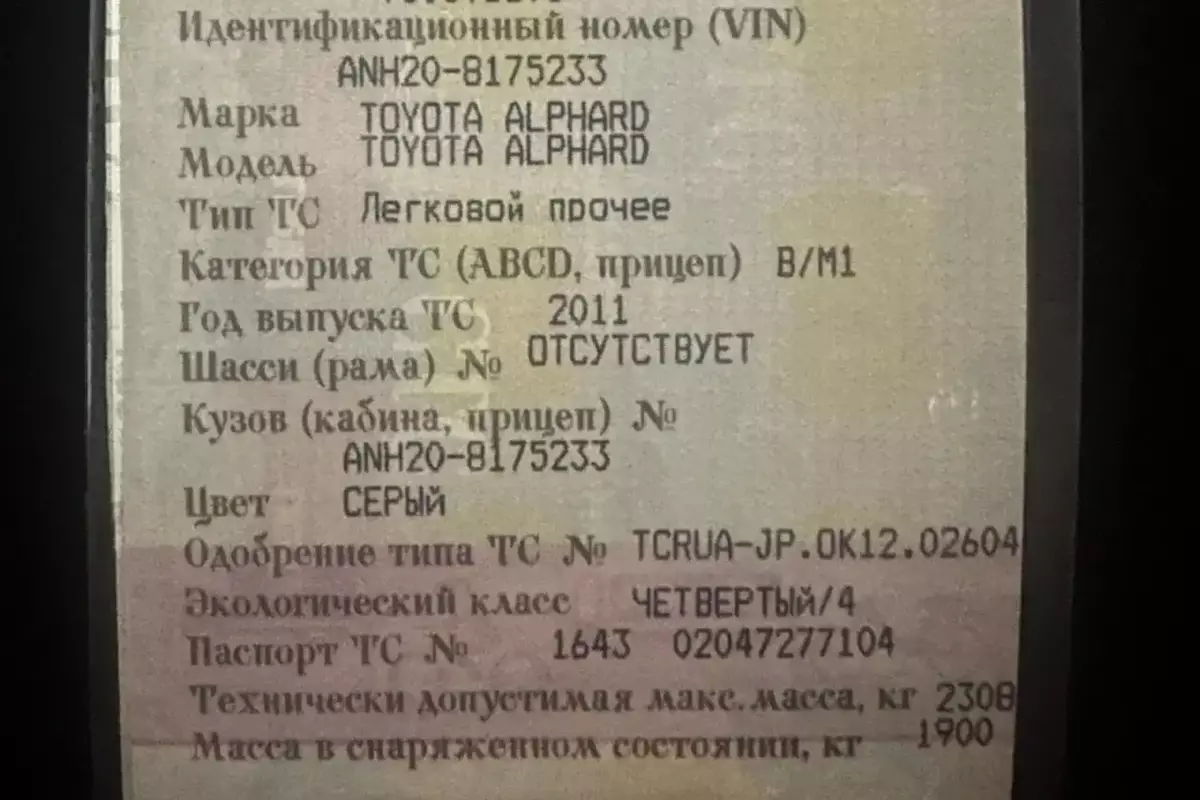 Идентификационный номер (VIN)
ANH20-8175233
Марка TOYOTA ALPHARD
Модель TOYOTA ALPHARD
Тип ТС Легковой прочее
Категория ТС (ABCD, прицеп) B/M1
Год выпуска ТС 2011
Шасси (рама) № ОТСУТСТВУЕТ
Кузов (кабина, прицеп) №
ANH20-8175233
Цвет СЕРЫЙ
Одобрение типа ТС № TCRUA-JP.OK12.02604
Экологический класс ЧЕТВЕРТЫЙ/4
Паспорт ТС № 1643 02047277104
Технически допустимая макс. масса, кг 2308
Масса в снаряженном состоянии, кг 1900